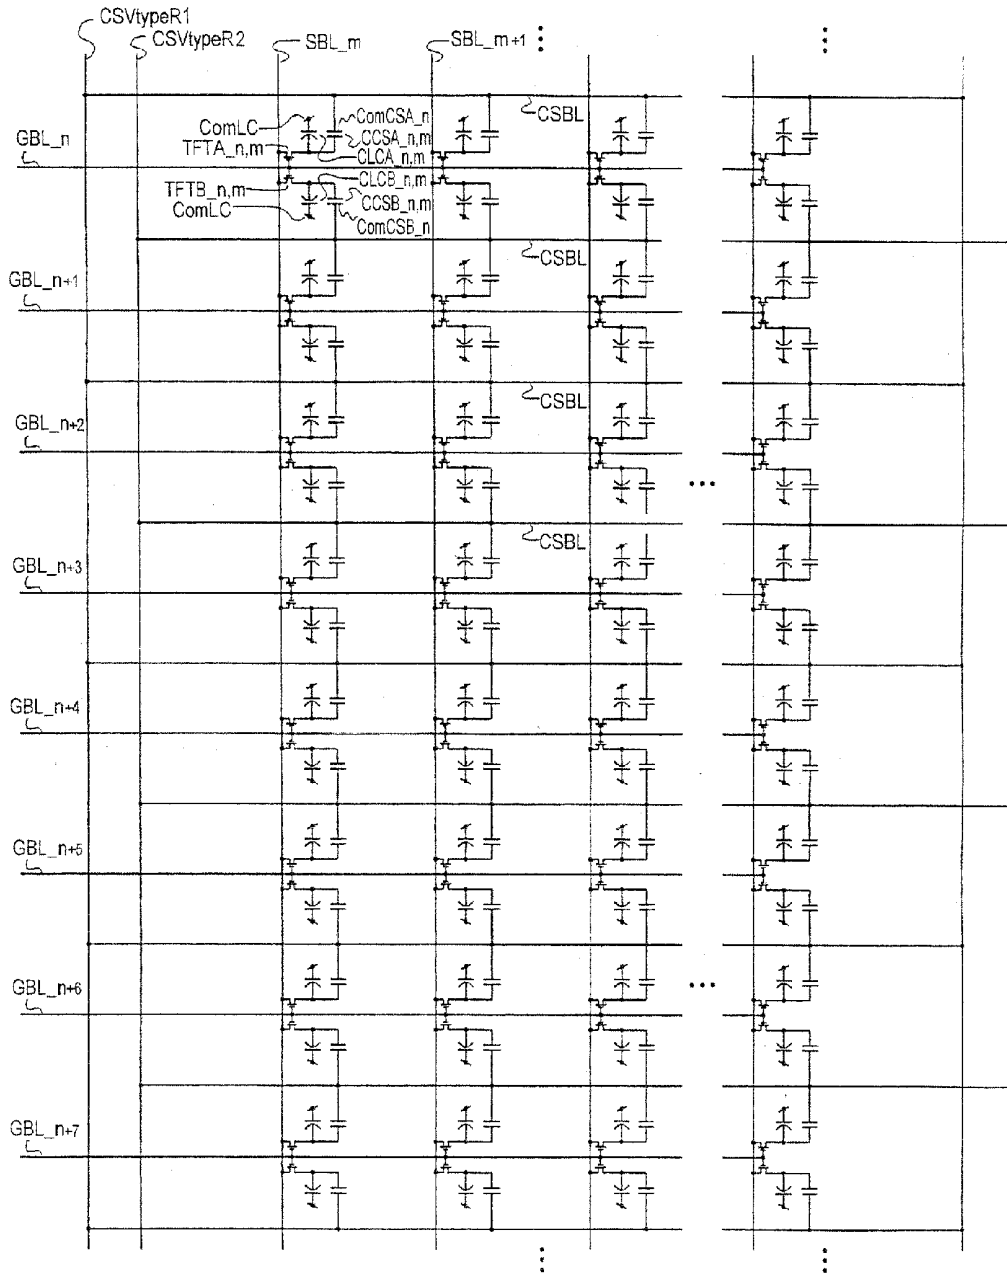 CSVtypeR1
CSVtypeR2
SBL_m
SBL_m+1
CSBL
ComLC
ComCSA_n
GBL_n
TFTA_n,m
CCSA_n,m
CLCA_n,m
CLCB_n,m
TFTB_n,m
CCSB_n,m
ComLC
ComCSB_n
CSBL
GBL_n+1
CSBL
GBL_n+2
CSBL
GBL_n+3
GBL_n+4
GBL_n+5
GBL_n+6
GBL_n+7